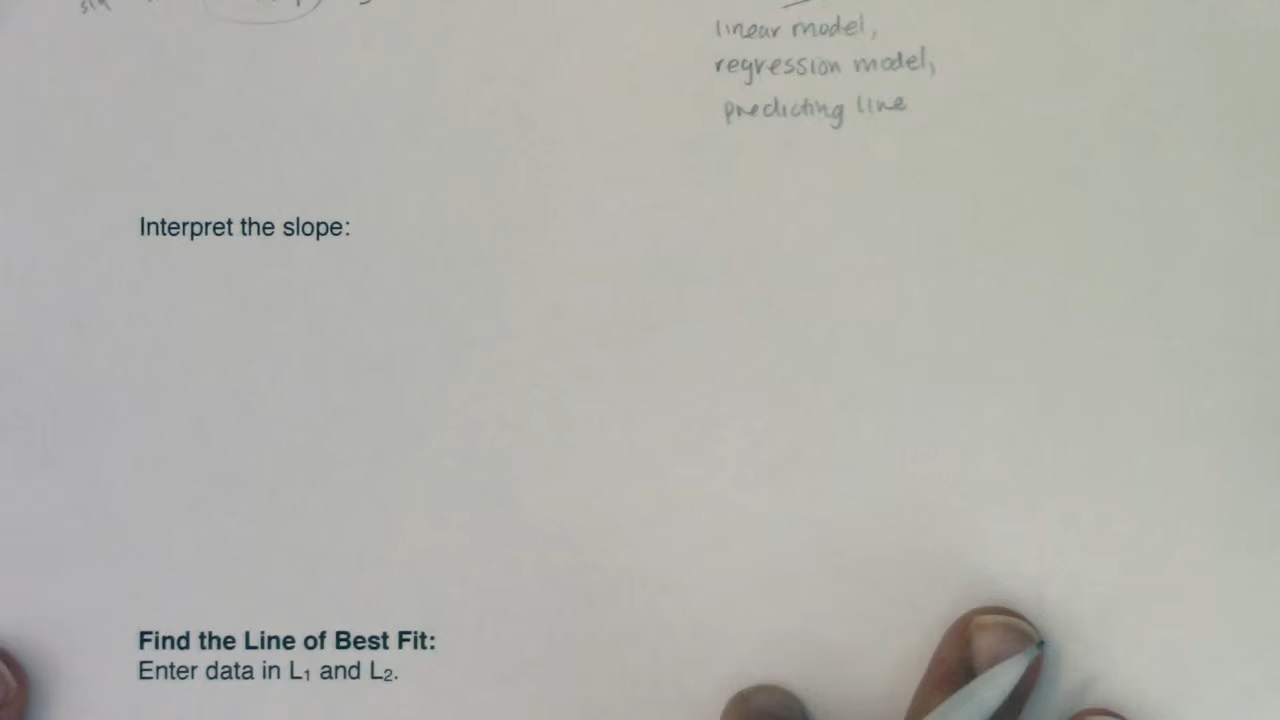 linear model,
regression model,
predicting line
Interpret the slope:
Find the Line of Best Fit:
Enter data in L₁ and L₂.